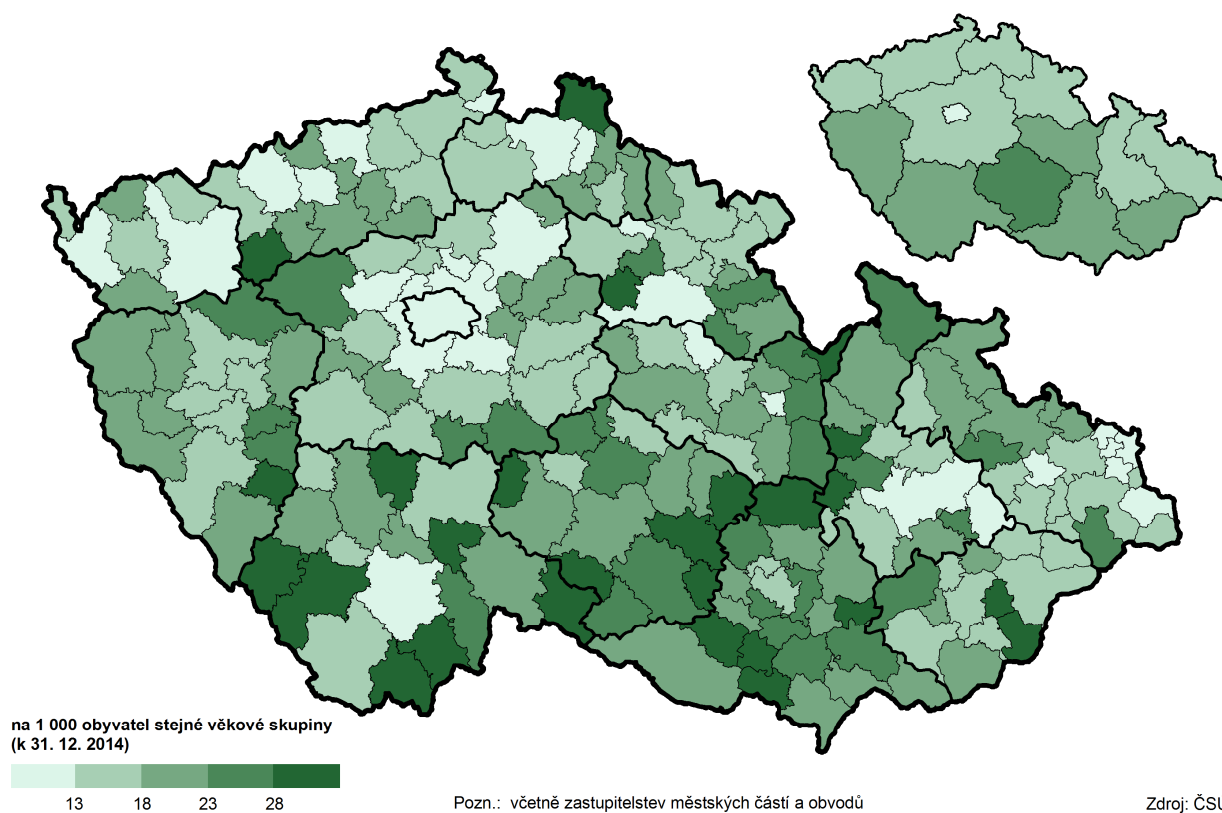 na 1 000 obyvatel stejné věkové skupiny
(k 31. 12. 2014)
13 18 23 28
Pozn.: včetně zastupitelstev městských částí a obvodů
Zdroj: ČSÚ